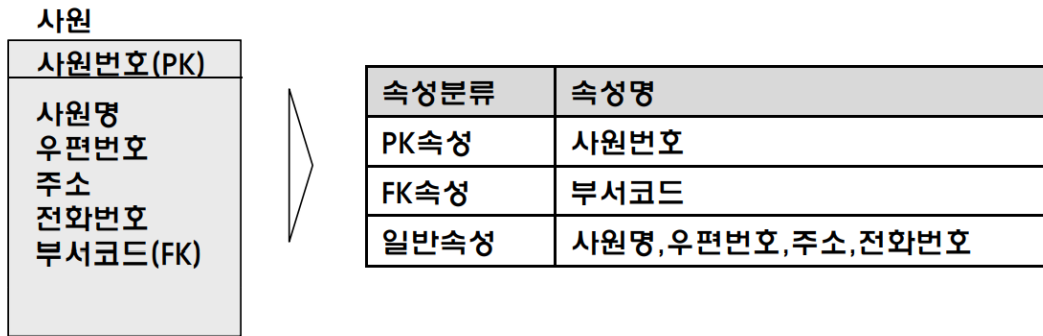 사원
사원번호(PK)
사원명
우편번호
주소
전화번호
부서코드(FK)
속성분류 속성명
PK속성 사원번호
FK속성 부서코드
일반속성 사원명,우편번호,주소,전화번호